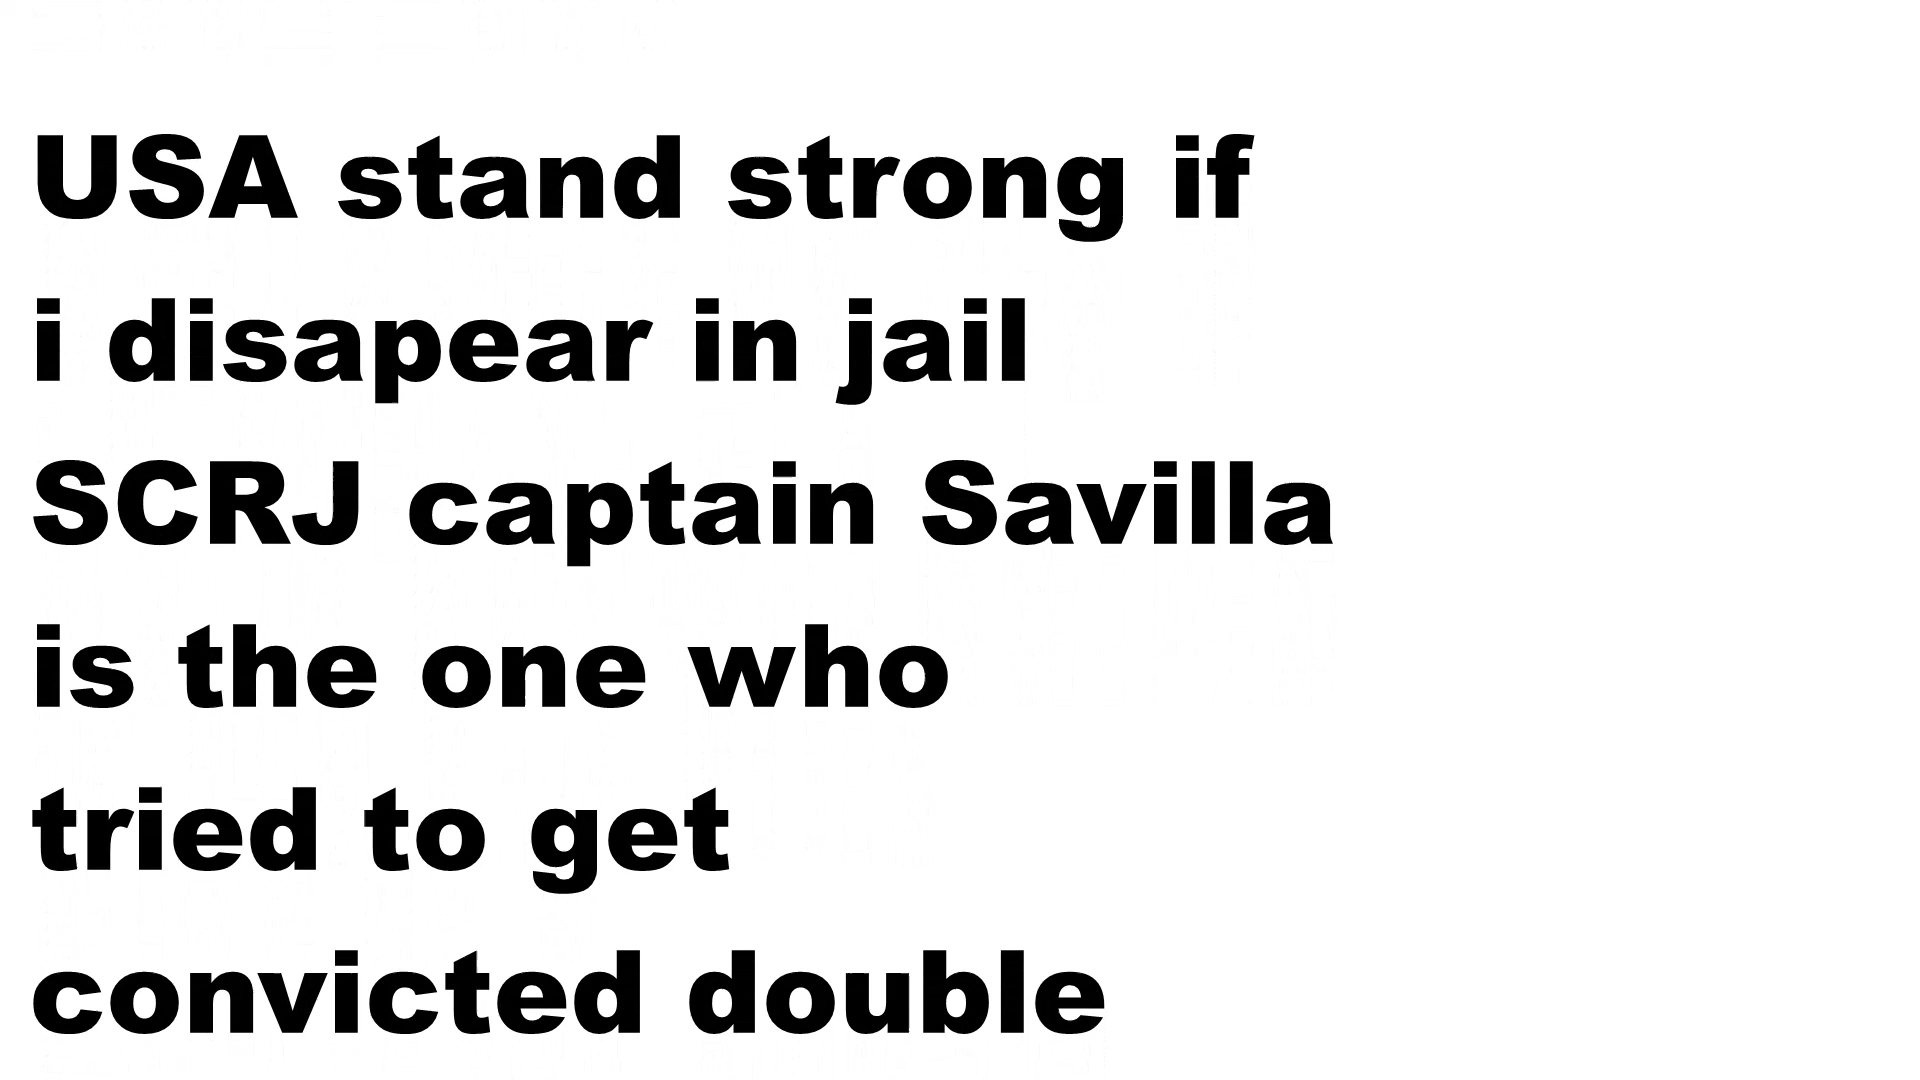 USA stand strong if
i disapear in jail
SCRJ captain Savilla
is the one who
tried to get
convicted double